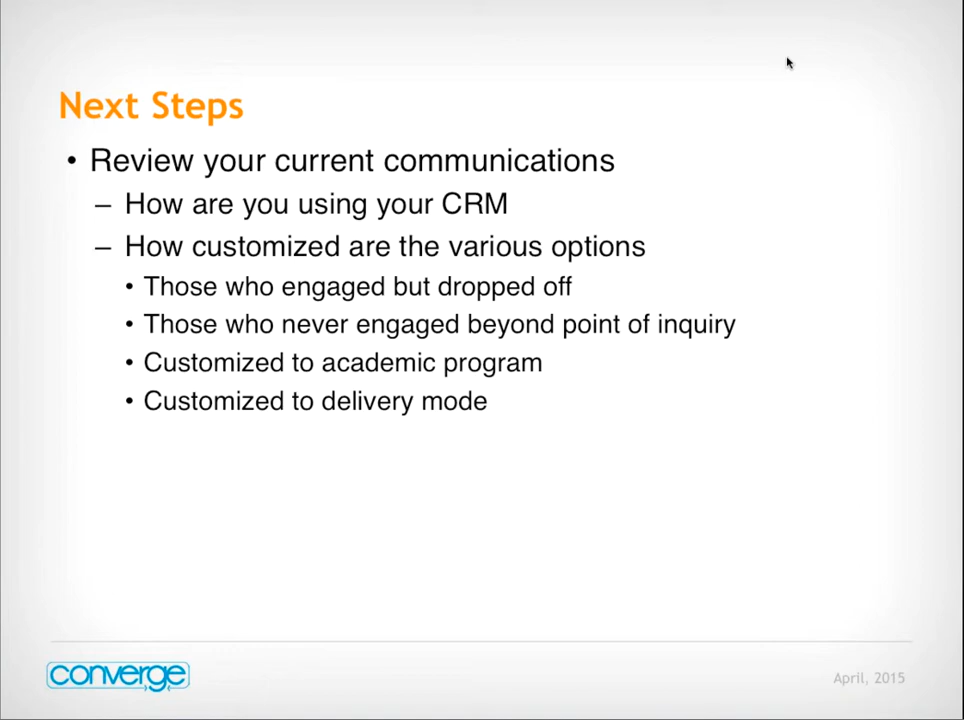 Next Steps
• Review your current communications
– How are you using your CRM
– How customized are the various options
• Those who engaged but dropped off
• Those who never engaged beyond point of inquiry
• Customized to academic program
• Customized to delivery mode
converge
April, 2015